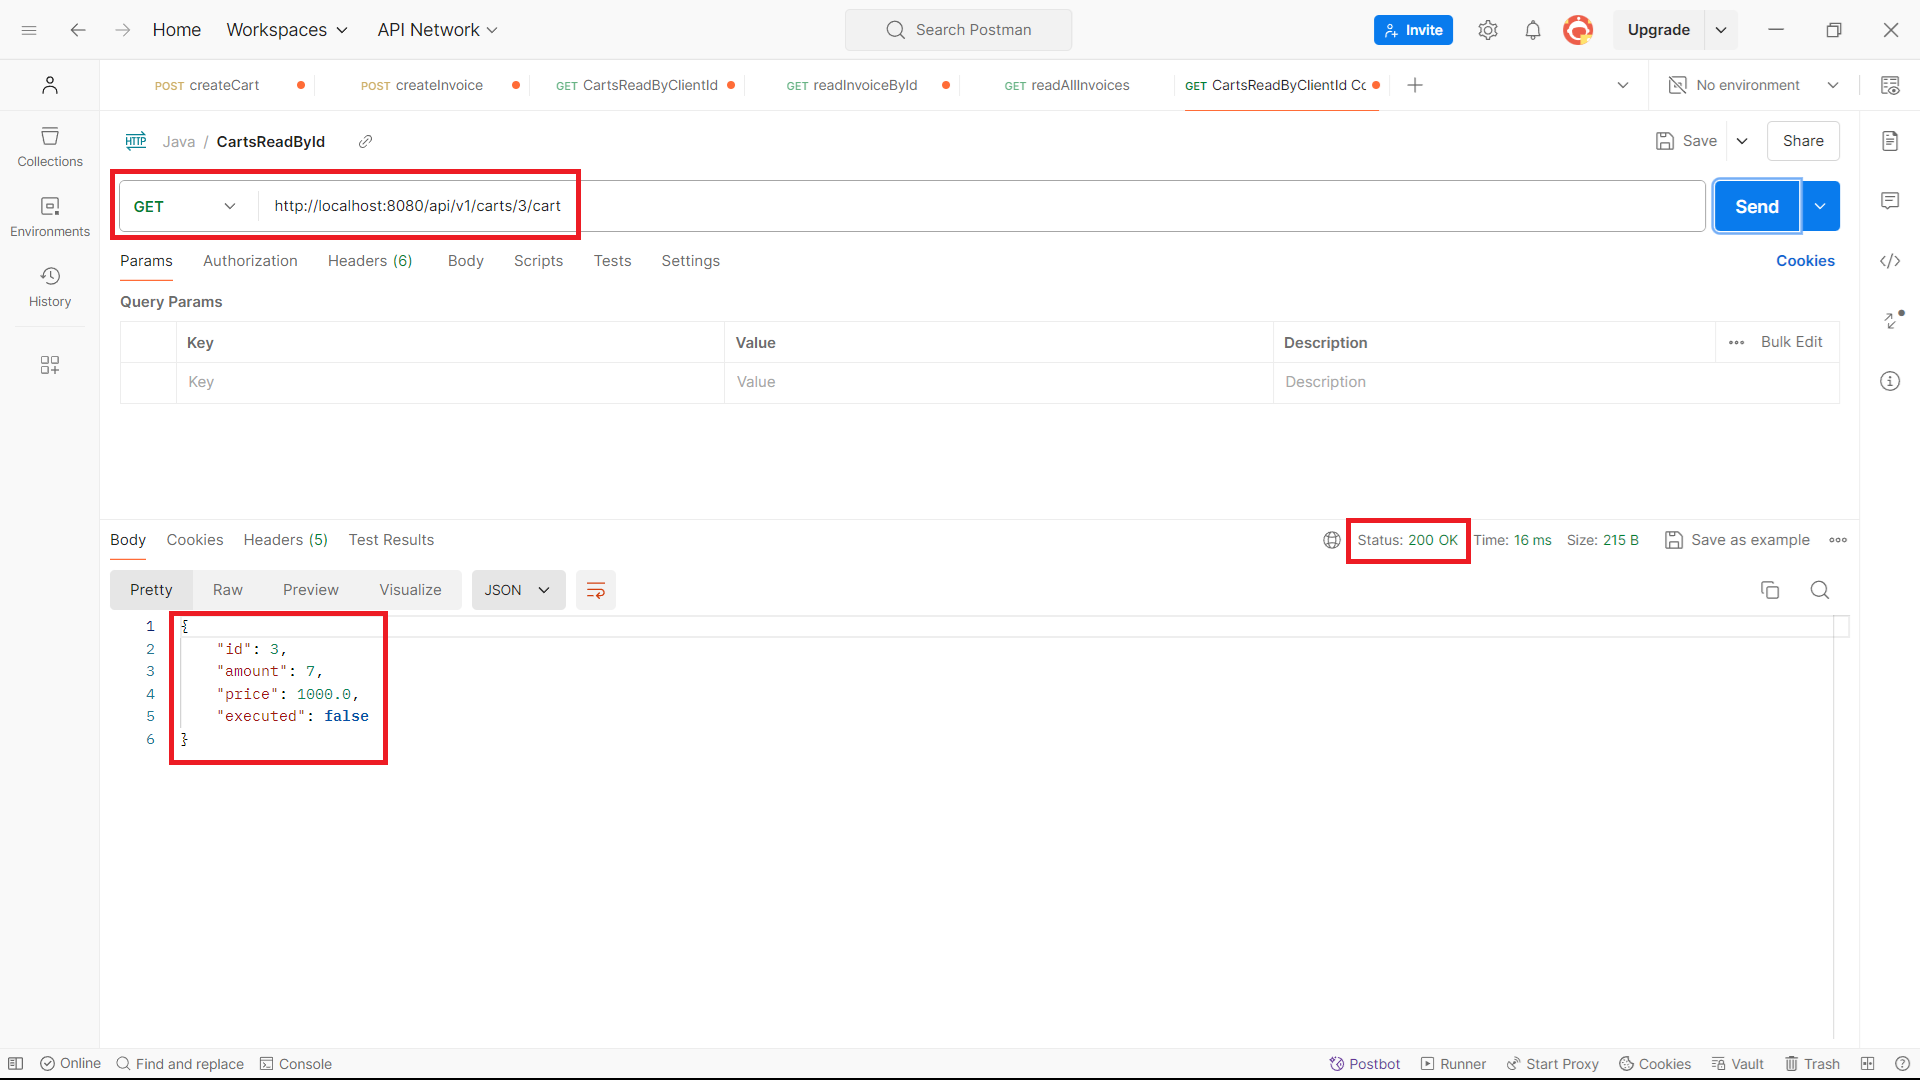 Home Workspaces API Network Search Postman Invite Upgrade
POST createCart POST createInvoice GET CartsReadByClientId GET readInvoiceById GET readAllInvoices GET CartsReadByClientId Cc No environment
HTTP Java / CartsReadById Save Share
GET http://localhost:8080/api/v1/carts/3/cart Send
Collections
Environments
History
Params Authorization Headers (6) Body Scripts Tests Settings Cookies
Query Params
Key Value Description Bulk Edit
Key Value Description
Body Cookies Headers (5) Test Results Status: 200 OK Time: 16 ms Size: 215 B Save as example
Pretty Raw Preview Visualize JSON
1 {
2 "id": 3,
3 "amount": 7,
4 "price": 1000.0,
5 "executed": false
6 }
Online Find and replace Console Postbot Runner Start Proxy Cookies Vault Trash